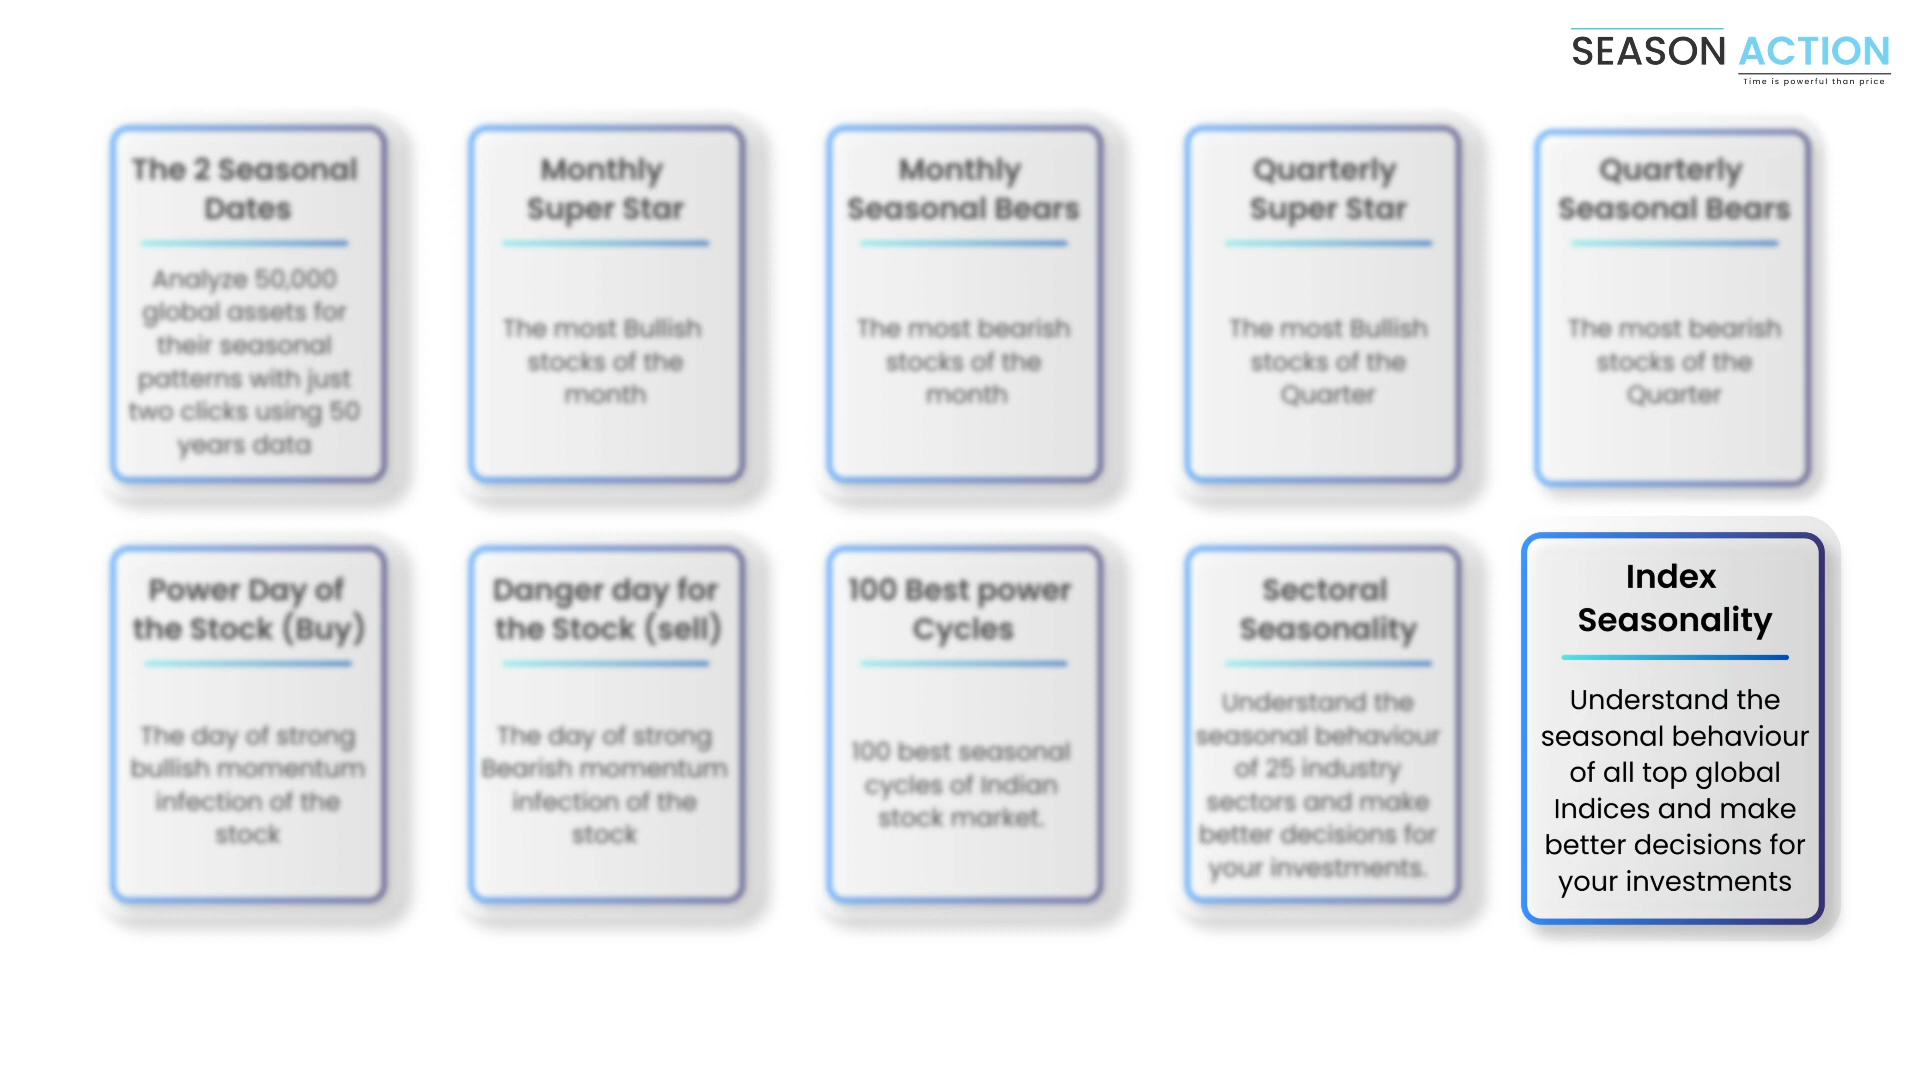 SEASON ACTION
Time is powerful than price
The 2 Seasonal
Dates
Analyze 50,000
global assets for
their seasonal
patterns with just
two clicks using 50
years data
Monthly
Super Star
The most Bullish
stocks of the
month
Monthly
Seasonal Bears
The most bearish
stocks of the
month
Quarterly
Super Star
The most Bullish
stocks of the
Quarter
Quarterly
Seasonal Bears
The most bearish
stocks of the
Quarter
Power Day of
the Stock (Buy)
The day of strong
bullish momentum
infection of the
stock
Danger day for
the Stock (sell)
The day of strong
Bearish momentum
infection of the
stock
100 Best power
Cycles
100 best seasonal
cycles of Indian
stock market.
Sectoral
Seasonality
Understand the
seasonal behaviour
of 25 industry
sectors and make
better decisions for
your investments.
Index
Seasonality
Understand the
seasonal behaviour
of all top global
Indices and make
better decisions for
your investments